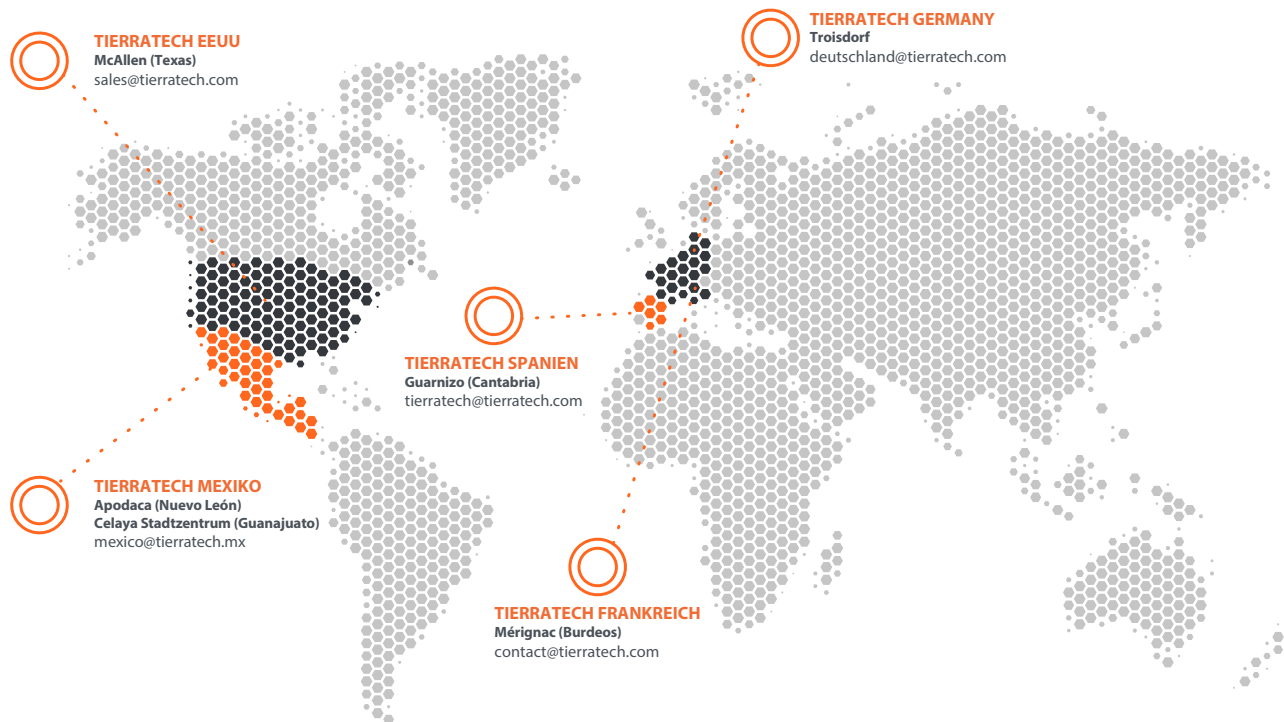 TIERRATECH EEUU
McAllen (Texas)
sales@tierratech.com
TIERRATECH GERMANY
Troisdorf
deutschland@tierratech.com
TIERRATECH SPANIEN
Guarnizo (Cantabria)
tierratech@tierratech.com
TIERRATECH MEXIKO
Apodaca (Nuevo León)
Celaya Stadtzentrum (Guanajuato)
mexico@tierratech.mx
TIERRATECH FRANKREICH
Mérignac (Burdeos)
contact@tierratech.com